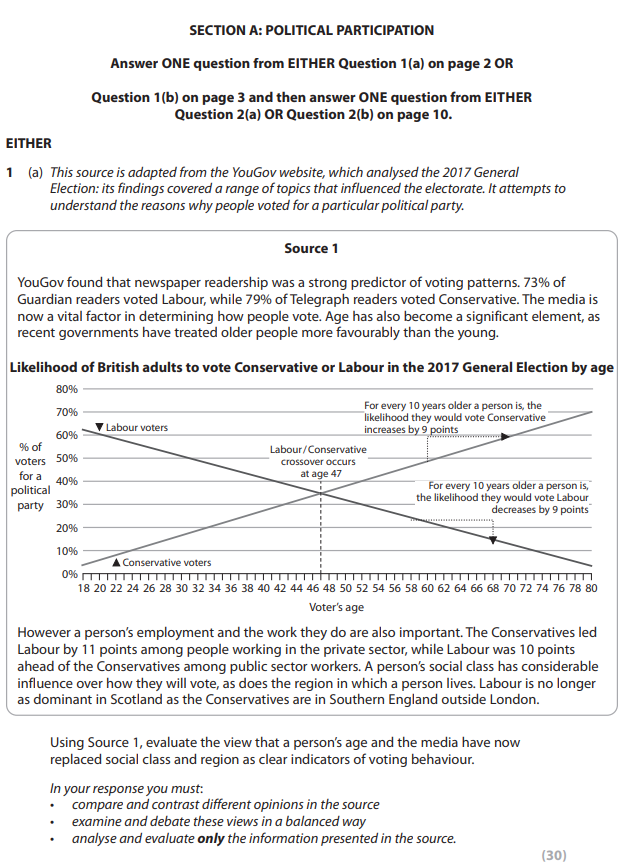 SECTION A: POLITICAL PARTICIPATION
Answer ONE question from EITHER Question 1(a) on page 2 OR
Question 1(b) on page 3 and then answer ONE question from EITHER
Question 2(a) OR Question 2(b) on page 10.
EITHER
1 (a) This source is adapted from the YouGov website, which analysed the 2017 General
Election: its findings covered a range of topics that influenced the electorate. It attempts to
understand the reasons why people voted for a particular political party.
Source 1
YouGov found that newspaper readership was a strong predictor of voting patterns. 73% of
Guardian readers voted Labour, while 79% of Telegraph readers voted Conservative. The media is
now a vital factor in determining how people vote. Age has also become a significant element, as
recent governments have treated older people more favourably than the young.
Likelihood of British adults to vote Conservative or Labour in the 2017 General Election by age
80%
70%
60%
50%
40%
30%
20%
10%
0%
% of
voters
for a
political
party
▼ Labour voters
Labour/Conservative
crossover occurs
at age 47
For every 10 years older a person is, the
likelihood they would vote Conservative
increases by 9 points
For every 10 years older a person is,
the likelihood they would vote Labour
decreases by 9 points
▲ Conservative voters
18 20 22 24 26 28 30 32 34 36 38 40 42 44 46 48 50 52 54 56 58 60 62 64 66 68 70 72 74 76 78 80
Voter's age
However a person's employment and the work they do are also important. The Conservatives led
Labour by 11 points among people working in the private sector, while Labour was 10 points
ahead of the Conservatives among public sector workers. A person's social class has considerable
influence over how they will vote, as does the region in which a person lives. Labour is no longer
as dominant in Scotland as the Conservatives are in Southern England outside London.
Using Source 1, evaluate the view that a person's age and the media have now
replaced social class and region as clear indicators of voting behaviour.
In your response you must:
• compare and contrast different opinions in the source
• examine and debate these views in a balanced way
• analyse and evaluate only the information presented in the source.
(30)